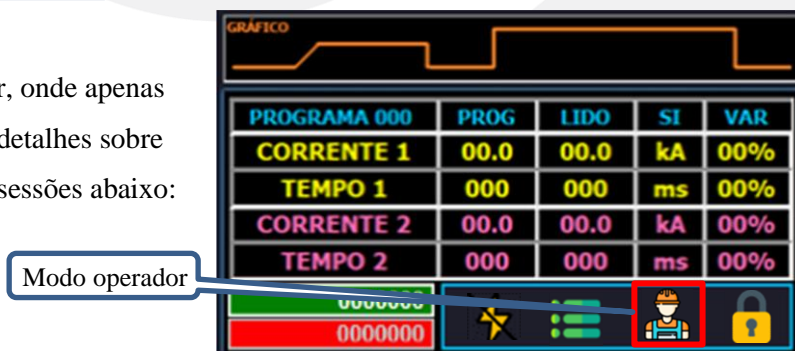 GRÁFICO
r, onde apenas
detalhes sobre
sessões abaixo:
PROGRAMA 000 PROG LIDO SI VAR
CORRENTE 1 00.0 00.0 kA 00%
TEMPO 1 000 000 ms 00%
CORRENTE 2 00.0 00.0 kA 00%
TEMPO 2 000 000 ms 00%
Modo operador
0000000
0000000